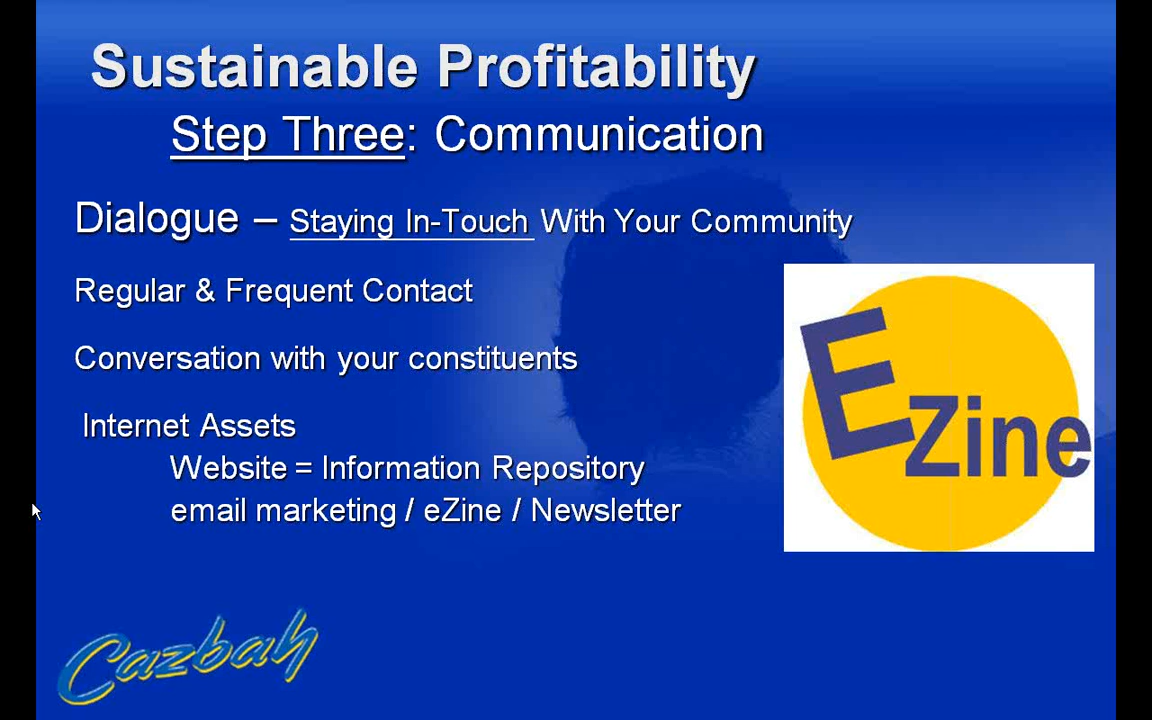 Sustainable Profitability
Step Three: Communication
Dialogue – Staying In-Touch With Your Community
Regular & Frequent Contact
Conversation with your constituents
Internet Assets
Website = Information Repository
email marketing / eZine / Newsletter
EZine
Cazbah